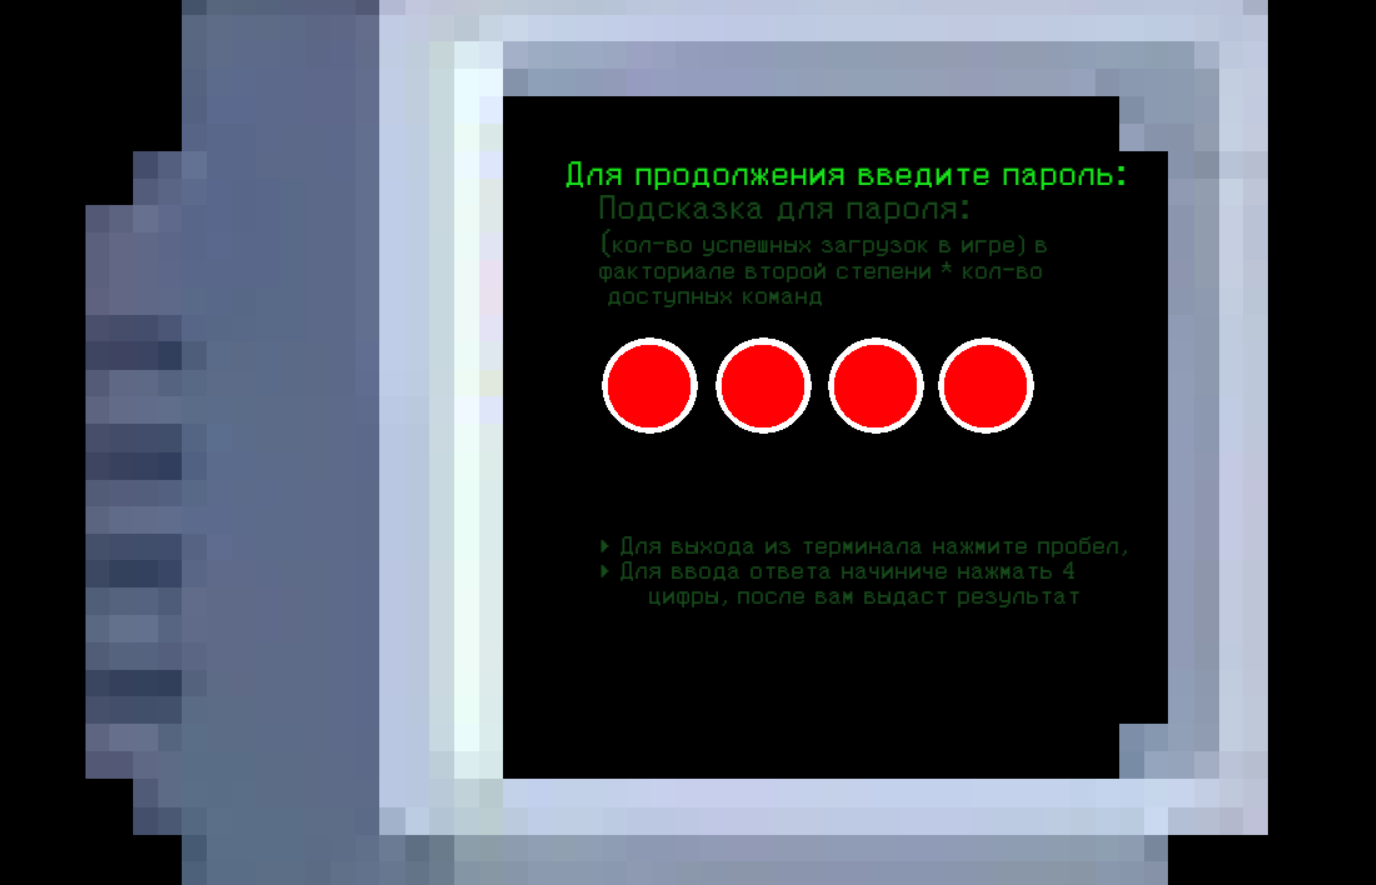 Для продолжения введите пароль:
Подсказка для пароля:
(кол-во успешных загрузок в игре) в
факториале второй степени * кол-во
доступных команд
Для выхода из терминала нажмите пробел,
Для ввода ответа начиниче нажмать 4
цифры, после вам выдаст результат